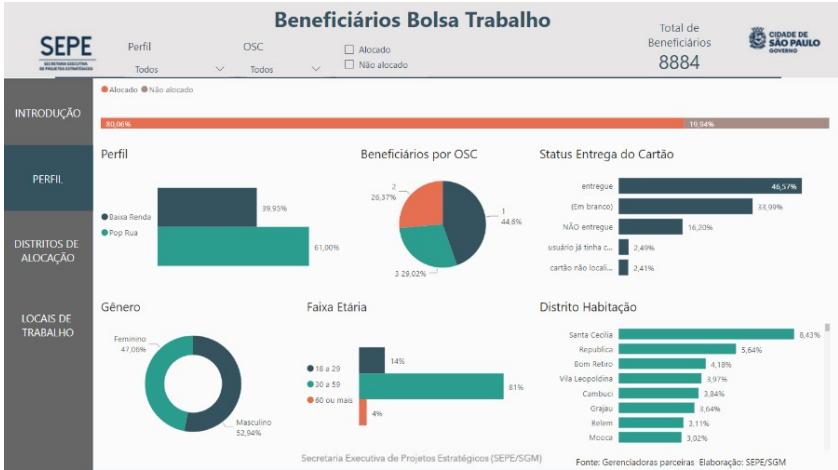 Beneficiários Bolsa Trabalho
SEPE
SECRETARIA EXECUTIVA
DE PROJETOS ESTRATÉGICOS
Perfil
Todos
OSC
Todos
Alocado
Não alocado
Total de
Beneficiários
8884
CIDADE DE
SÃO PAULO
GOVERNO
INTRODUÇÃO
PERFIL
DISTRITOS DE
ALOCAÇÃO
LOCAIS DE
TRABALHO
Alocado Não alocado
80,06% 19,94%
Perfil
Baixa Renda
Pop Rua
39,95%
61,00%
Beneficiários por OSC
2
26,37%
1
44,6%
3 29,02%
Status Entrega do Cartão
entregue 46,57%
(Em branco) 33,99%
NÃO entregue 16,20%
usuário já tinha c... 2,49%
cartão não locali... 2,41%
Gênero
Feminino
47,06%
Masculino
52,94%
Faixa Etária
18 a 29
30 a 59
60 ou mais
14%
81%
4%
Distrito Habitação
Santa Cecilia 8,43%
Republica 5,64%
Bom Retiro 4,18%
Vila Leopoldina 3,97%
Cambuci 3,84%
Grajau 3,64%
Belem 3,11%
Mooca 3,02%
Secretaria Executiva de Projetos Estratégicos (SEPE/SGM)
Fonte: Gerenciadoras parceiras Elaboração: SEPE/SGM